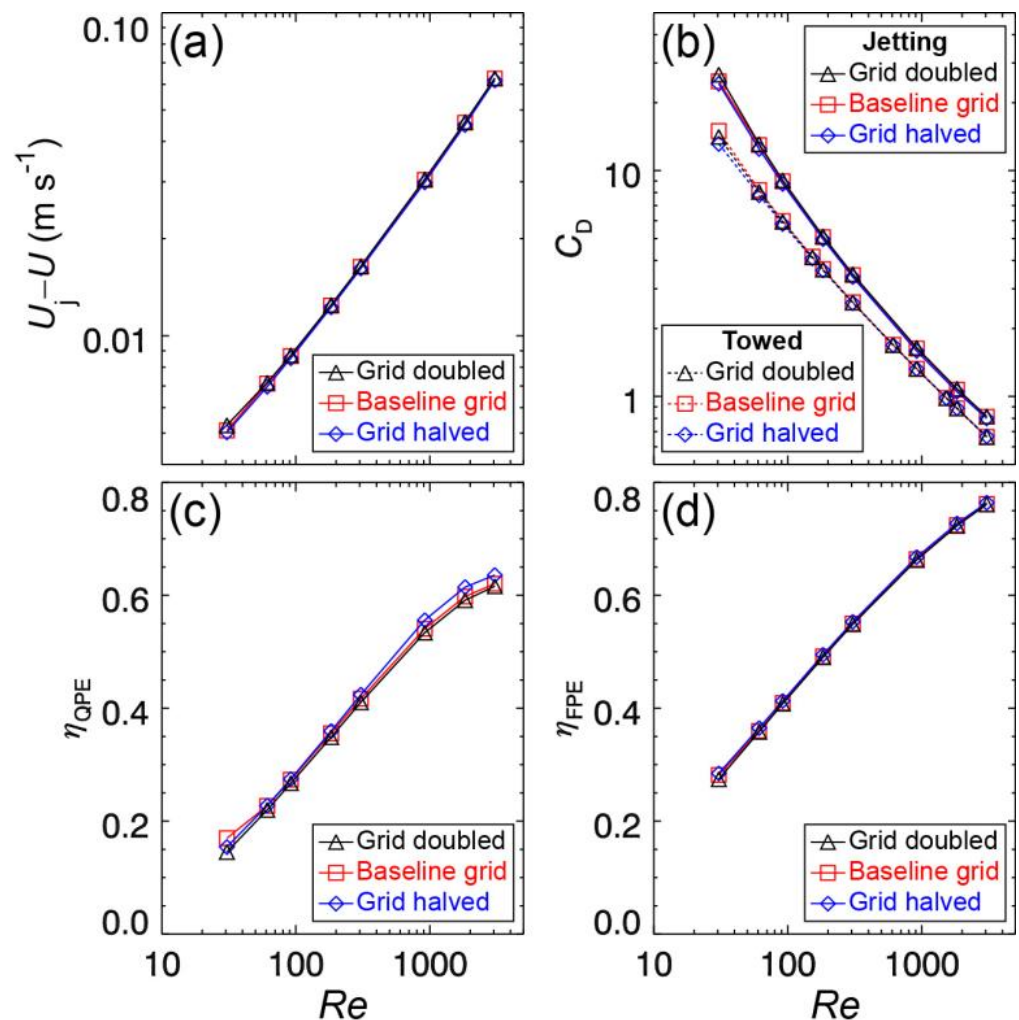 (a)
0.10
0.01
Uj−U (m s−1)
Grid doubled
Baseline grid
Grid halved
(b)
10
1
CD
Jetting
Grid doubled
Baseline grid
Grid halved
Towed
Grid doubled
Baseline grid
Grid halved
(c)
0.8
0.6
0.4
0.2
0.0
ηQPE
Grid doubled
Baseline grid
Grid halved
10 100 1000
Re
(d)
0.8
0.6
0.4
0.2
0.0
ηFPE
Grid doubled
Baseline grid
Grid halved
10 100 1000
Re